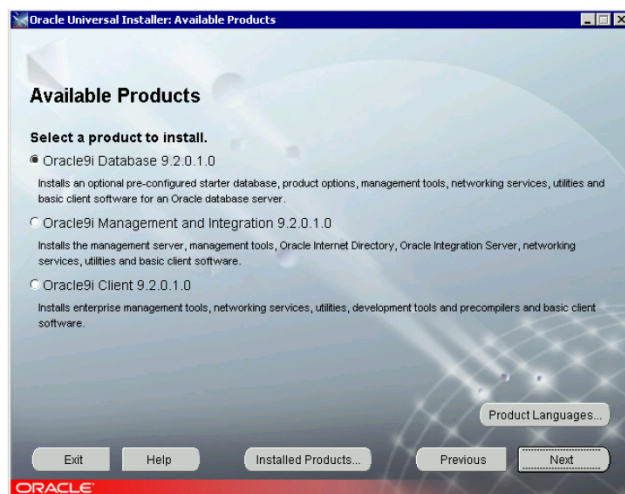 Oracle Universal Installer: Available Products
Available Products
Select a product to install.
Oracle9i Database 9.2.0.1.0
Installs an optional pre-configured starter database, product options, management tools, networking services, utilities and
basic client software for an Oracle database server.
Oracle9i Management and Integration 9.2.0.1.0
Installs the management server, management tools, Oracle Internet Directory, Oracle Integration Server, networking
services, utilities and basic client software.
Oracle9i Client 9.2.0.1.0
Installs enterprise management tools, networking services, utilities, development tools and precompilers and basic client
software.
Product Languages...
Exit Help Installed Products... Previous Next
ORACLE